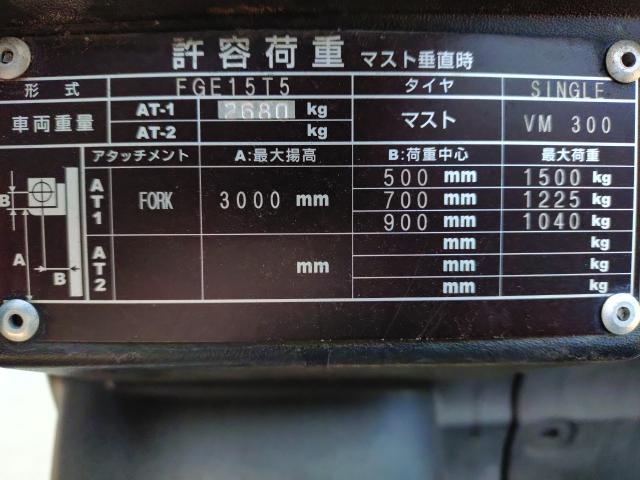 許容荷重 マスト垂直時
形式 FGE15T5 タイヤ SINGLE
車両重量 AT-1 2680 kg マスト VM 300
AT-2 kg
アタッチメント A:最大揚高 B:荷重中心 最大荷重
AT1 FORK 3000 mm 500 mm 1500 kg
700 mm 1225 kg
900 mm 1040 kg
AT2 mm mm kg
mm kg
mm kg
B
A
B